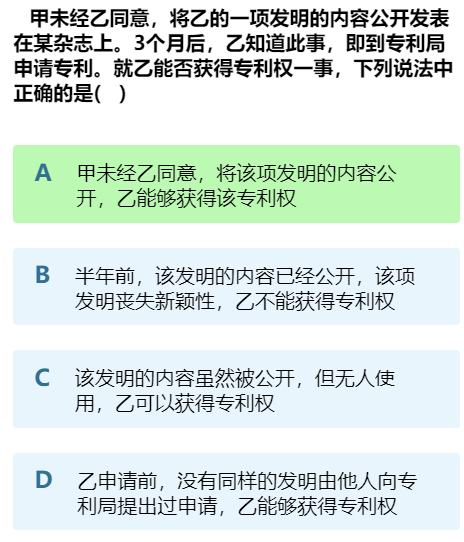 甲未经乙同意，将乙的一项发明的内容公开发表
在某杂志上。3个月后，乙知道此事，即到专利局
申请专利。就乙能否获得专利权一事，下列说法中
正确的是( )
A 甲未经乙同意，将该项发明的内容公
开，乙能够获得该专利权
B 半年前，该发明的内容已经公开，该项
发明丧失新颖性，乙不能获得专利权
C 该发明的内容虽然被公开，但无人使
用，乙可以获得专利权
D 乙申请前，没有同样的发明由他人向专
利局提出过申请，乙能够获得专利权